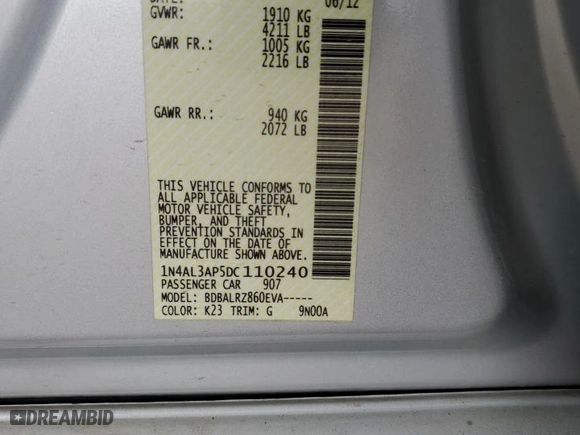 DATE: 06/12
GVWR: 1910 KG
4211 LB
GAWR FR.: 1005 KG
2216 LB
GAWR RR.: 940 KG
2072 LB
THIS VEHICLE CONFORMS TO
ALL APPLICABLE FEDERAL
MOTOR VEHICLE SAFETY,
BUMPER, AND THEFT
PREVENTION STANDARDS IN
EFFECT ON THE DATE OF
MANUFACTURE SHOWN ABOVE.
1N4AL3AP5DC110240
PASSENGER CAR 907
MODEL: BDBALRZ860EVA-----
COLOR: K23 TRIM: G 9N00A
DREAMBID